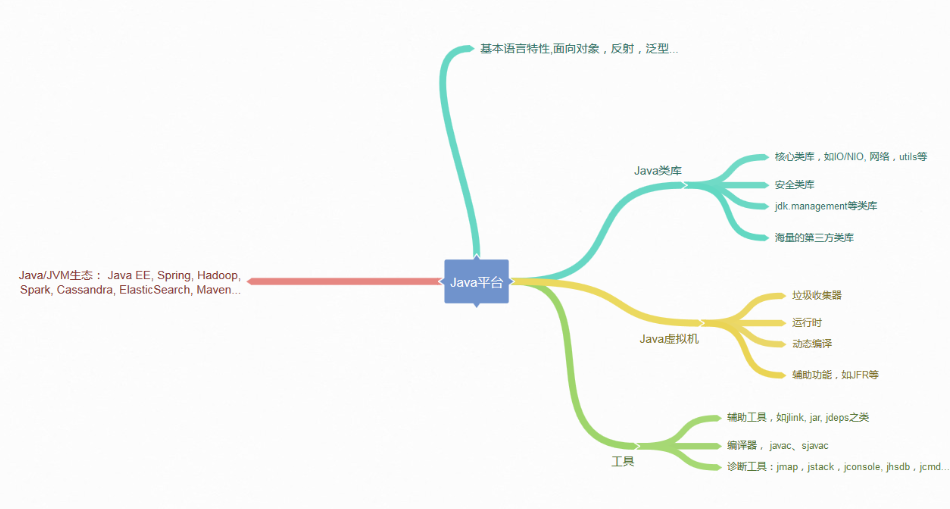 基本语言特性,面向对象，反射，泛型...
Java类库
核心类库，如IO/NIO, 网络，utils等
安全类库
jdk.management等类库
海量的第三方类库
Java/JVM生态： Java EE, Spring, Hadoop,
Spark, Cassandra, ElasticSearch, Maven...
Java平台
Java虚拟机
垃圾收集器
运行时
动态编译
辅助功能，如JFR等
工具
辅助工具，如jlink, jar, jdeps之类
编译器， javac、sjavac
诊断工具：jmap，jstack，jconsole, jhsdb，jcmd...